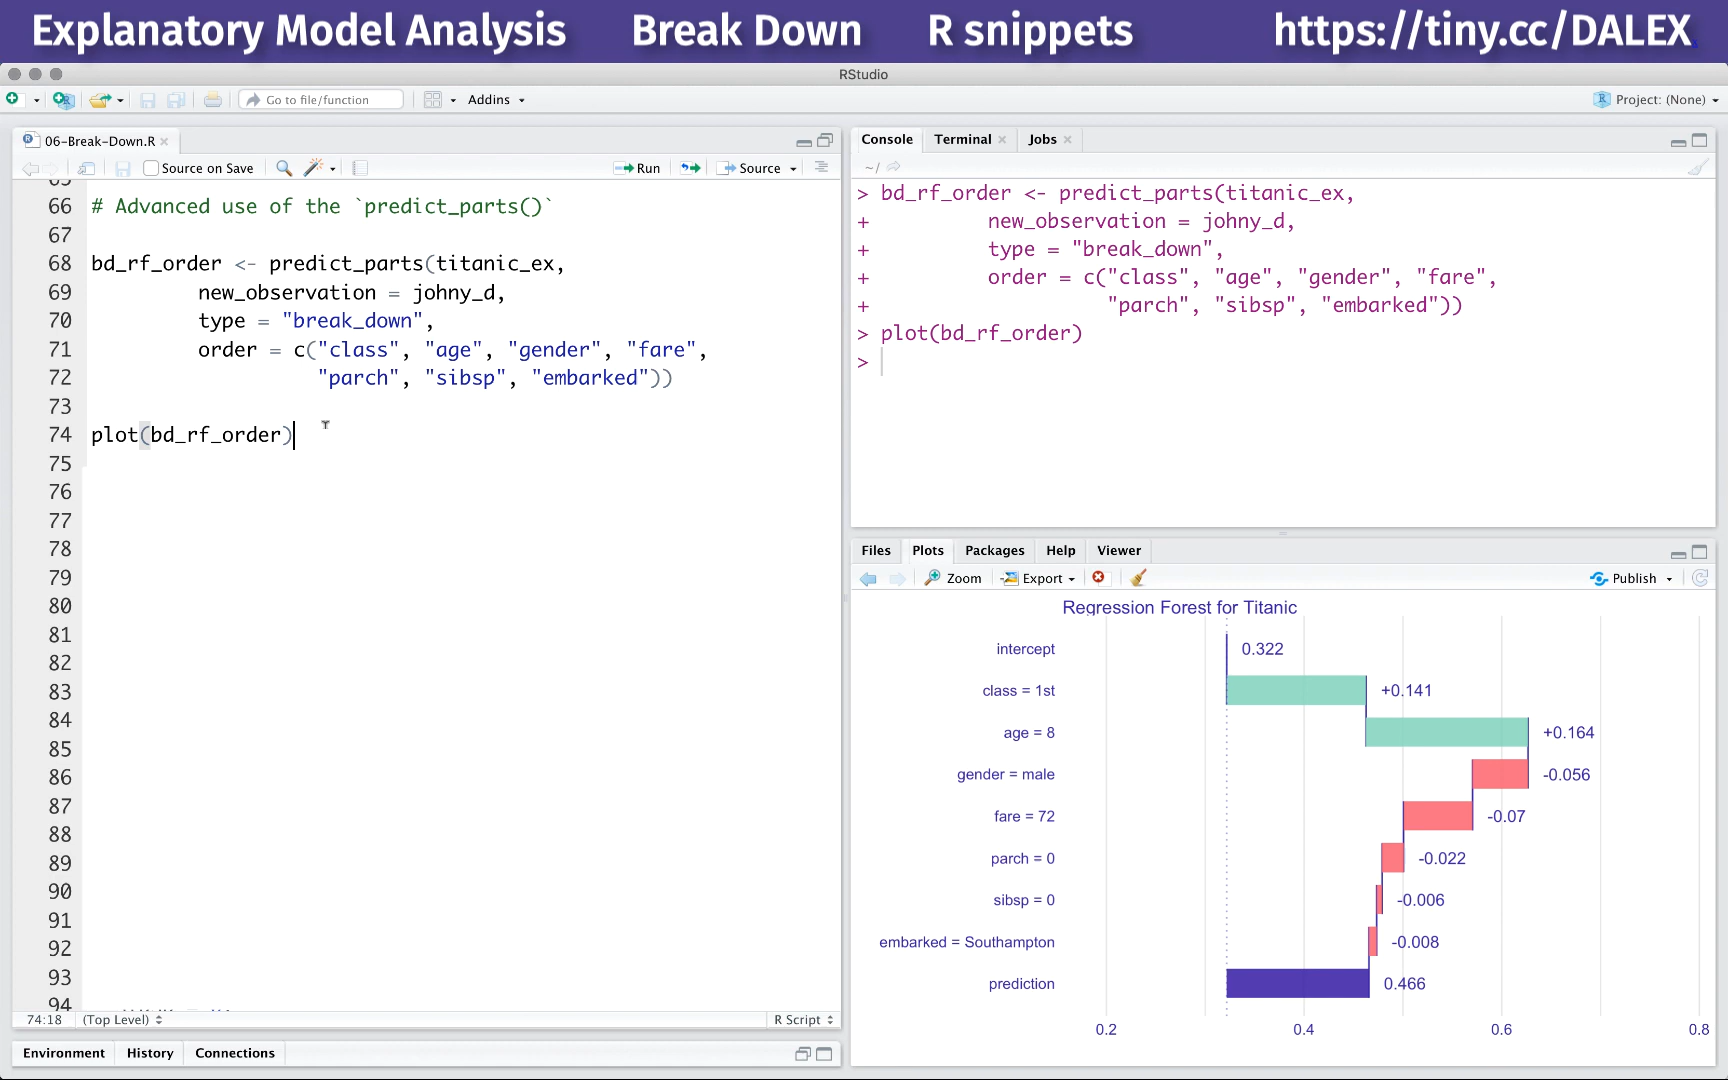 Explanatory Model Analysis Break Down R snippets https://tiny.cc/DALEX
RStudio
Go to file/function
Addins
Project: (None)
06-Break-Down.R
Source on Save
Run
Source
65
66 # Advanced use of the `predict_parts()`
67
68 bd_rf_order <- predict_parts(titanic_ex,
69 new_observation = johny_d,
70 type = "break_down",
71 order = c("class", "age", "gender", "fare",
72 "parch", "sibsp", "embarked"))
73
74 plot(bd_rf_order)
75
76
77
78
79
80
81
82
83
84
85
86
87
88
89
90
91
92
93
94
74:18 (Top Level) R Script
Environment History Connections
Console Terminal Jobs
~/
> bd_rf_order <- predict_parts(titanic_ex,
+ new_observation = johny_d,
+ type = "break_down",
+ order = c("class", "age", "gender", "fare",
+ "parch", "sibsp", "embarked"))
> plot(bd_rf_order)
>
Files Plots Packages Help Viewer
Zoom Export Publish
Regression Forest for Titanic
intercept 0.322
class = 1st +0.141
age = 8 +0.164
gender = male -0.056
fare = 72 -0.07
parch = 0 -0.022
sibsp = 0 -0.006
embarked = Southampton -0.008
prediction 0.466
0.2 0.4 0.6 0.8